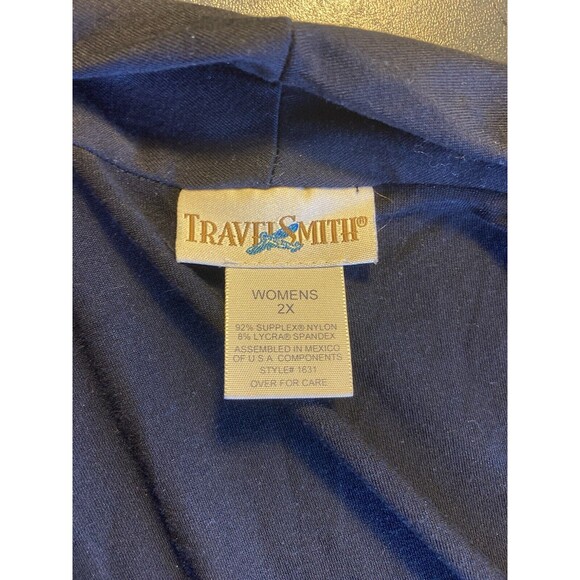 TRAVELSMITH®
WOMENS
2X
92% SUPPLEX® NYLON
8% LYCRA® SPANDEX
ASSEMBLED IN MEXICO
OF U S A COMPONENTS
STYLE# 1631
OVER FOR CARE